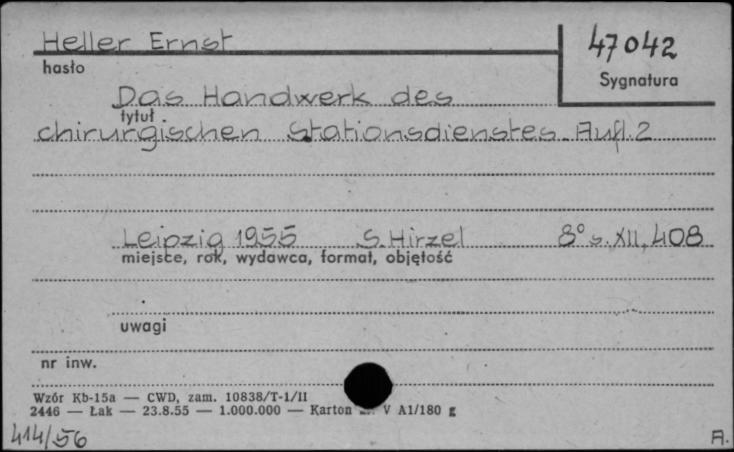 Heller Ernst
47042
hasło
Sygnatura
Das Handwerk des
tytuł
chirurgischen Stationsdienstes. Aufl. 2
Leipzig 1955 S. Hirzel 8° s. XII, 408
miejsce, rok, wydawca, format, objętość
uwagi
nr inw.
Wzór Kb-15a — CWD, zam. 10838/T-1/II
2446 — Łak — 23.8.55 — 1.000.000 — Karton V A1/180 g
414/56
A.